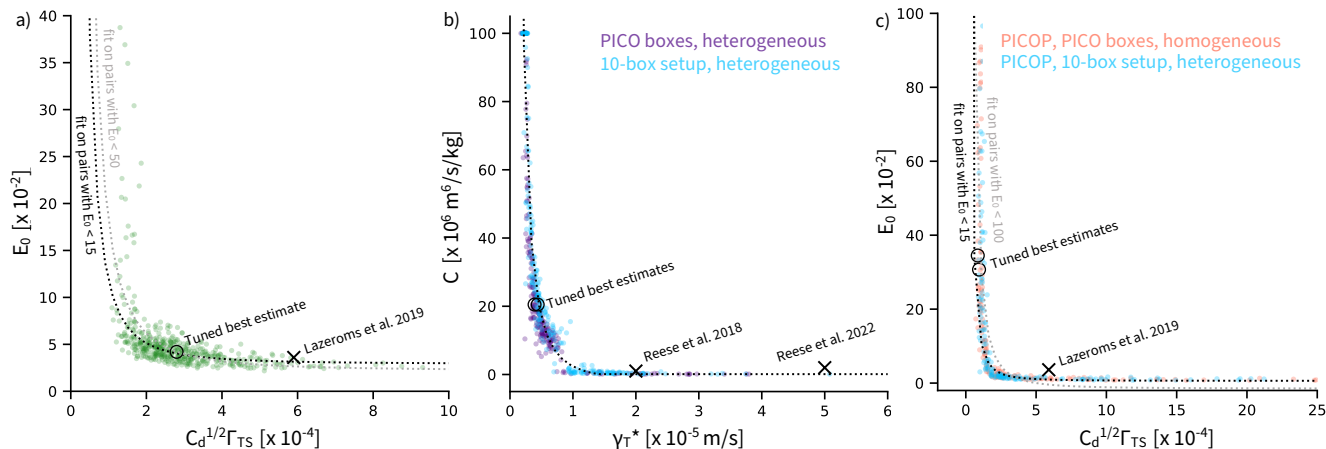 a)
40
35
30
25
20
15
10
5
0
E₀ [x 10⁻²]
fit on pairs with E₀ < 15
fit on pairs with E₀ < 50
Tuned best estimate
Lazeroms et al. 2019
0 2 4 6 8 10
C_d^1/2 Γ_TS [x 10⁻⁴]
b)
100
80
60
40
20
0
C [x 10⁶ m⁶/s/kg]
PICO boxes, heterogeneous
10-box setup, heterogeneous
Tuned best estimates
Reese et al. 2018
Reese et al. 2022
0 1 2 3 4 5 6
γ_T* [x 10⁻⁵ m/s]
c)
100
80
60
40
20
0
E₀ [x 10⁻²]
PICOP, PICO boxes, homogeneous
PICOP, 10-box setup, heterogeneous
fit on pairs with E₀ < 15
fit on pairs with E₀ < 100
Tuned best estimates
Lazeroms et al. 2019
0 5 10 15 20 25
C_d^1/2 Γ_TS [x 10⁻⁴]